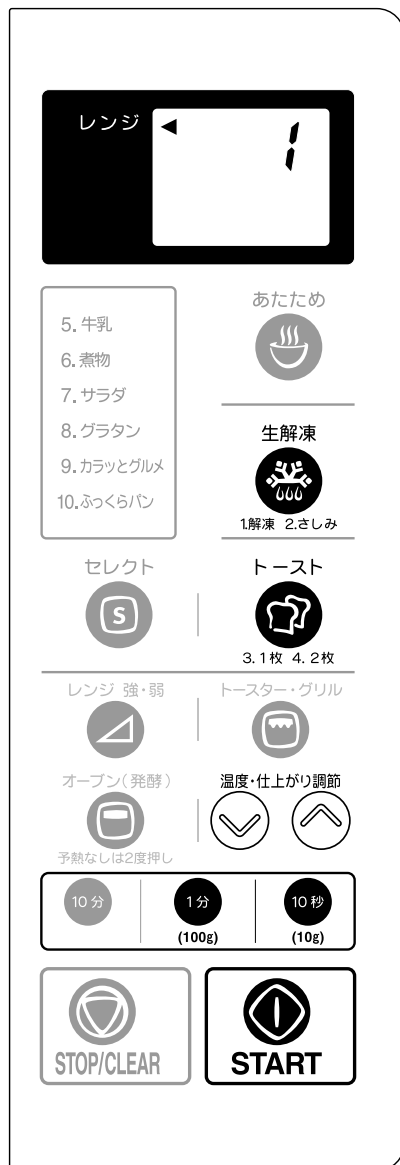 レンジ
1
5. 牛乳
6. 煮物
7. サラダ
8. グラタン
9. カラッとグルメ
10. ふっくらパン
あたため
生解凍
1.解凍 2.さしみ
セレクト
S
トースト
3. 1枚 4. 2枚
レンジ 強・弱
トースター・グリル
オーブン(発酵)
予熱なしは2度押し
温度・仕上がり調節
10分
1分
(100g)
10秒
(10g)
STOP/CLEAR
START